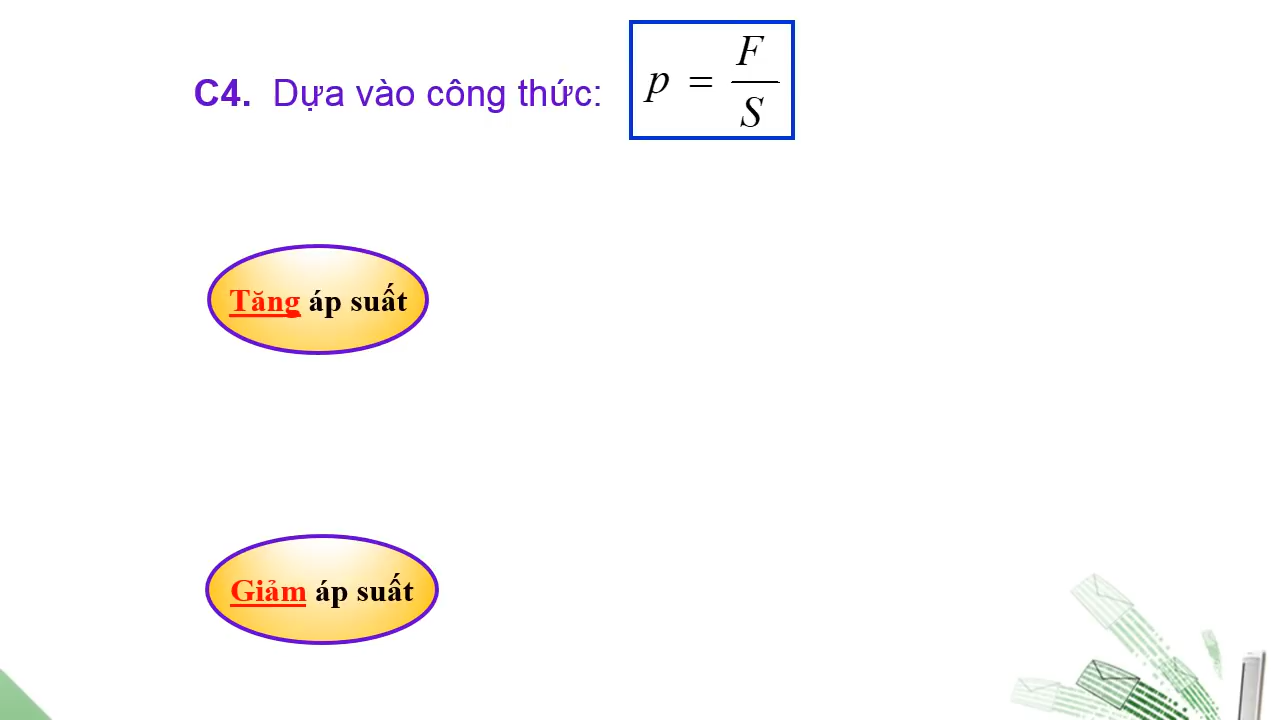 C4. Dựa vào công thức:
p = F/S
Tăng áp suất
Giảm áp suất